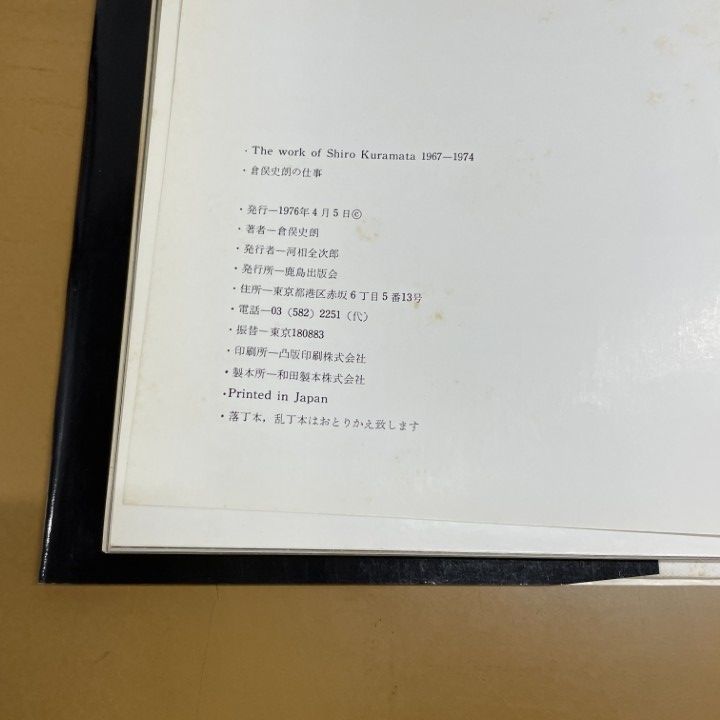 ・The work of Shiro Kuramata 1967—1974
・倉俣史朗の仕事
・発行—1976年4月5日©
・著者—倉俣史朗
・発行者—河相全次郎
・発行所—鹿島出版会
・住所—東京都港区赤坂6丁目5番13号
・電話—03（582）2251（代）
・振替—東京180883
・印刷所—凸版印刷株式会社
・製本所—和田製本株式会社
・Printed in Japan
・落丁本，乱丁本はおとりかえ致します